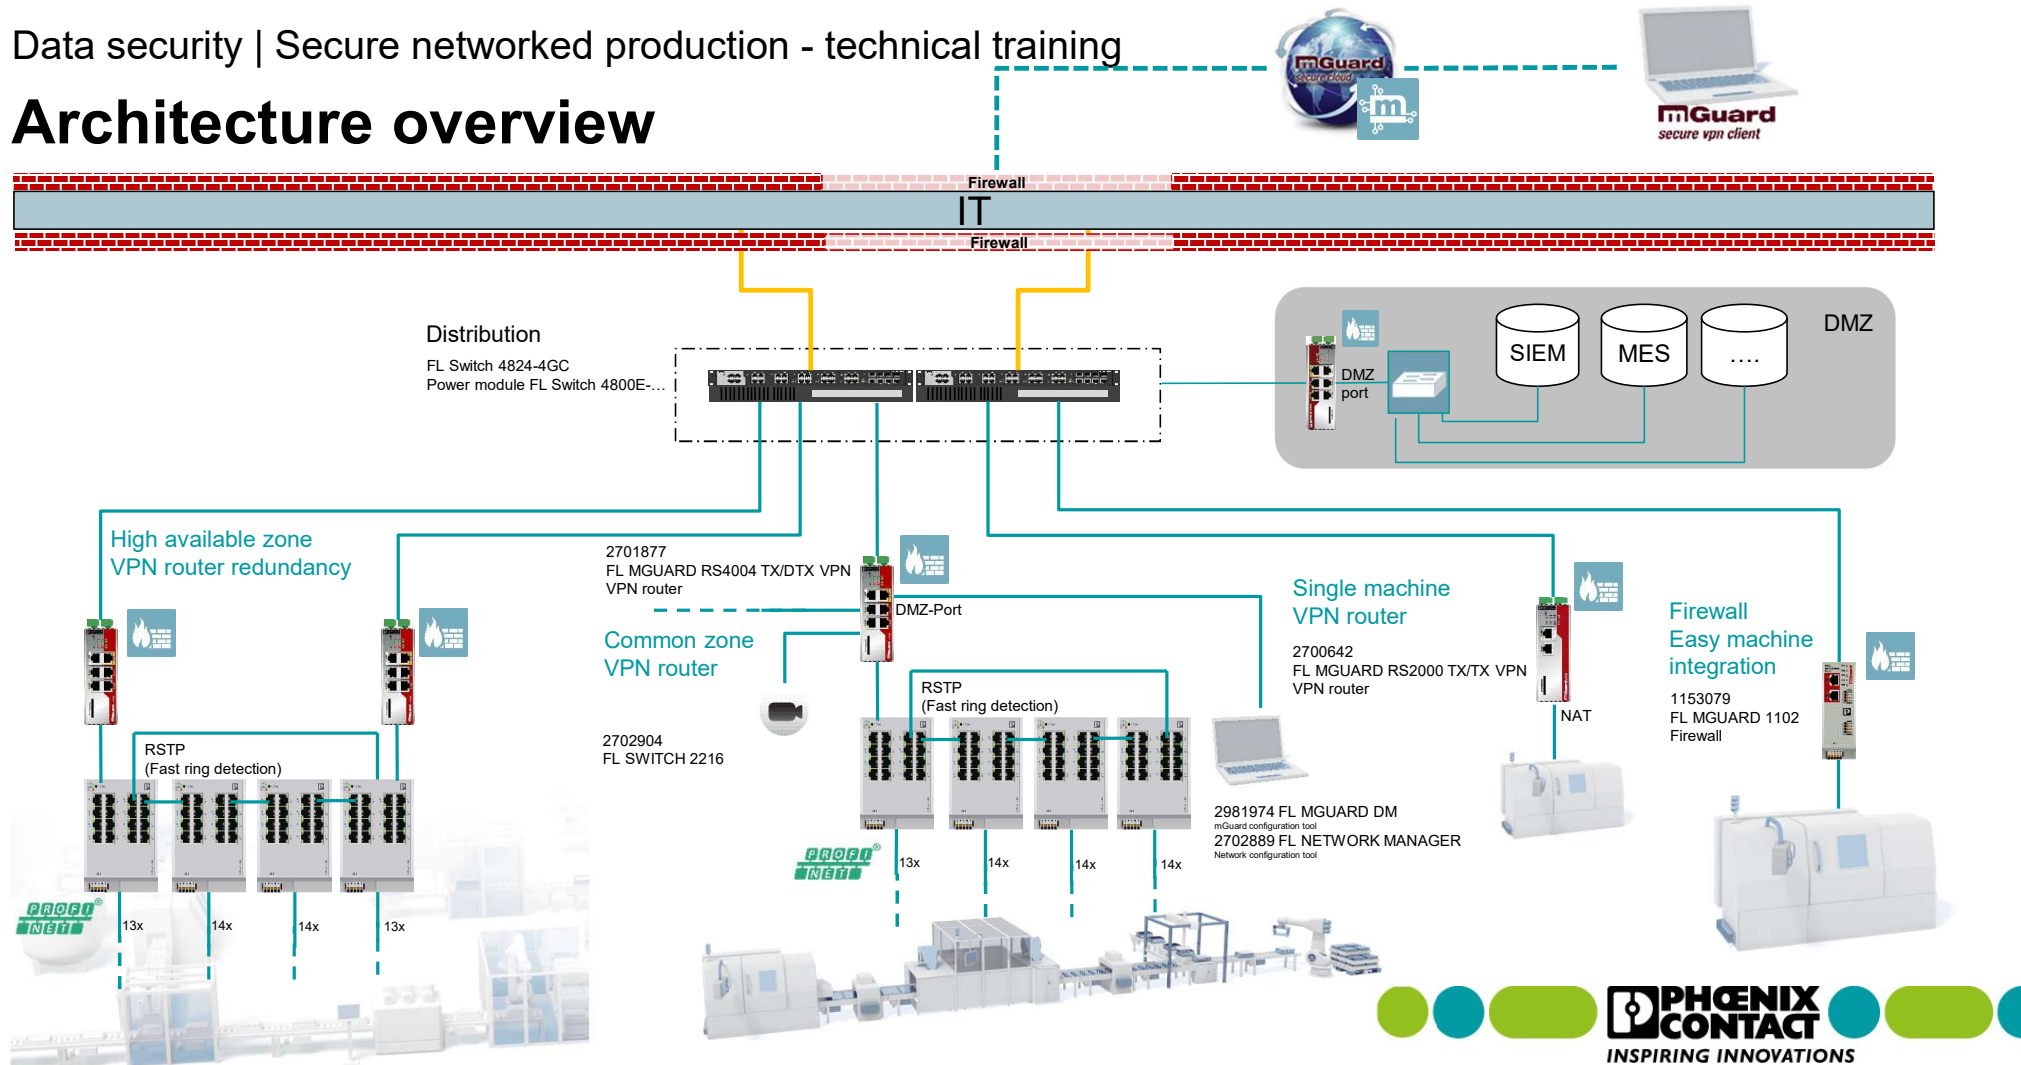 Data security | Secure networked production - technical training
Architecture overview
mGuard
secure cloud
m
mGuard
secure vpn client
Firewall
IT
Firewall
Distribution
FL Switch 4824-4GC
Power module FL Switch 4800E-…
DMZ
SIEM
MES
….
DMZ
port
High available zone
VPN router redundancy
2701877
FL MGUARD RS4004 TX/DTX VPN
VPN router
DMZ-Port
Common zone
VPN router
Single machine
VPN router
2700642
FL MGUARD RS2000 TX/TX VPN
VPN router
NAT
Firewall
Easy machine
integration
1153079
FL MGUARD 1102
Firewall
RSTP
(Fast ring detection)
RSTP
(Fast ring detection)
2702904
FL SWITCH 2216
2981974 FL MGUARD DM
mGuard configuration tool
2702889 FL NETWORK MANAGER
Network configuration tool
PROFI
NET
®
13x
14x
14x
14x
PROFI
NET
®
13x
14x
14x
13x
PHŒNIX
CONTACT
INSPIRING INNOVATIONS